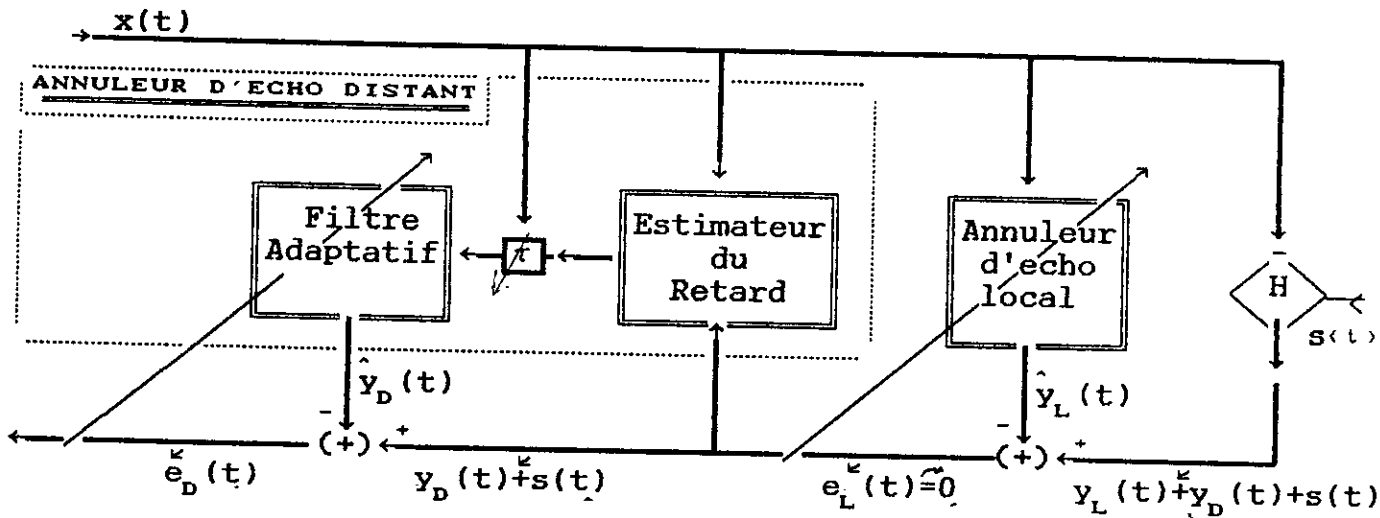 x(t)
ANNULEUR D'ECHO DISTANT
Filtre
Adaptatif
τ
Estimateur
du
Retard
Annuleur
d'echo
local
H
s(t)
ŷ_D(t)
ŷ_L(t)
-
(+)
+
-
(+)
+
e_D(t)
y_D(t)+s(t)
e_L(t)≈0
y_L(t)+y_D(t)+s(t)